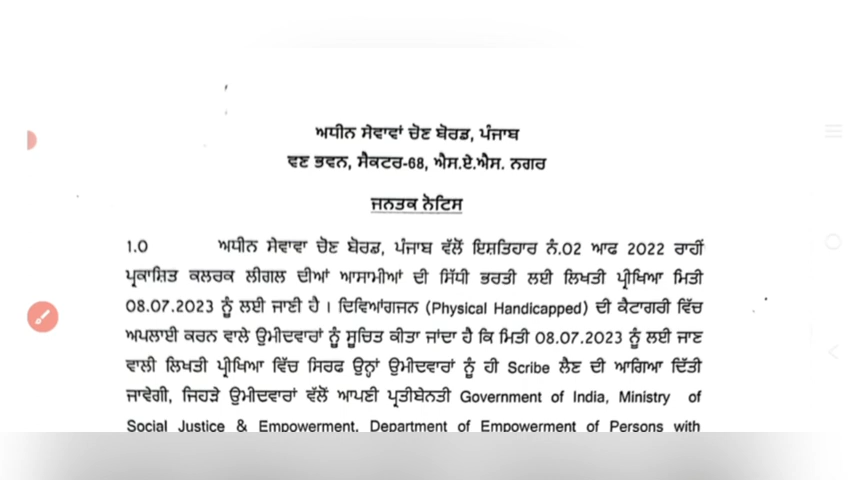 ਅਧੀਨ ਸੇਵਾਵਾਂ ਚੋਣ ਬੋਰਡ, ਪੰਜਾਬ
ਵਣ ਭਵਨ, ਸੈਕਟਰ-68, ਐਸ.ਏ.ਐਸ. ਨਗਰ
ਜਨਤਕ ਨੋਟਿਸ
1.0 ਅਧੀਨ ਸੇਵਾਵਾ ਚੋਣ ਬੋਰਡ, ਪੰਜਾਬ ਵੱਲੋਂ ਇਸ਼ਤਿਹਾਰ ਨੰ.02 ਆਫ 2022 ਰਾਹੀਂ
ਪ੍ਰਕਾਸ਼ਿਤ ਕਲਰਕ ਲੀਗਲ ਦੀਆਂ ਆਸਾਮੀਆਂ ਦੀ ਸਿੱਧੀ ਭਰਤੀ ਲਈ ਲਿਖਤੀ ਪ੍ਰੀਖਿਆ ਮਿਤੀ
08.07.2023 ਨੂੰ ਲਈ ਜਾਣੀ ਹੈ । ਦਿਵਿਆਂਗਜਨ (Physical Handicapped) ਦੀ ਕੈਟਾਗਰੀ ਵਿੱਚ
ਅਪਲਾਈ ਕਰਨ ਵਾਲੇ ਉਮੀਦਵਾਰਾਂ ਨੂੰ ਸੂਚਿਤ ਕੀਤਾ ਜਾਂਦਾ ਹੈ ਕਿ ਮਿਤੀ 08.07.2023 ਨੂੰ ਲਈ ਜਾਣ
ਵਾਲੀ ਲਿਖਤੀ ਪ੍ਰੀਖਿਆ ਵਿੱਚ ਸਿਰਫ ਉਨ੍ਹਾਂ ਉਮੀਦਵਾਰਾਂ ਨੂੰ ਹੀ Scribe ਲੈਣ ਦੀ ਆਗਿਆ ਦਿੱਤੀ
ਜਾਵੇਗੀ, ਜਿਹੜੇ ਉਮੀਦਵਾਰਾਂ ਵੱਲੋਂ ਆਪਣੀ ਪ੍ਰਤੀਬੇਨਤੀ Government of India, Ministry of
Social Justice & Empowerment, Department of Empowerment of Persons with